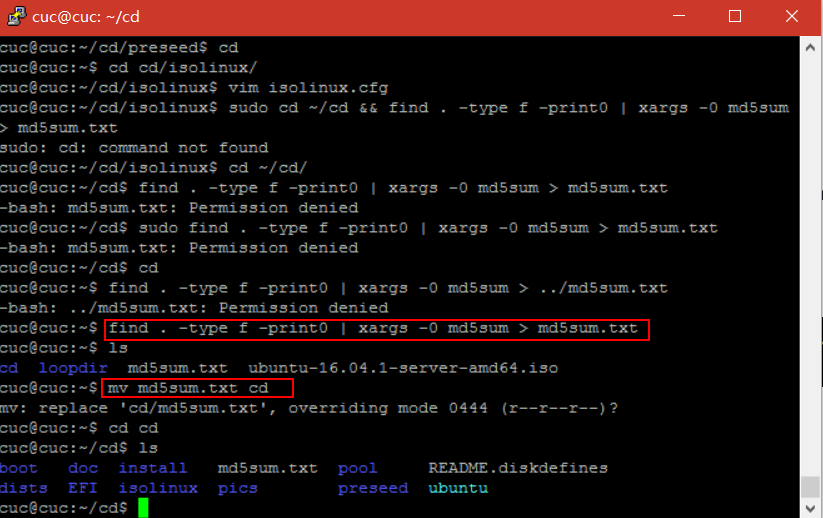 cuc@cuc: ~/cd
cuc@cuc:~/cd/preseed$ cd
cuc@cuc:~$ cd cd/isolinux/
cuc@cuc:~/cd/isolinux$ vim isolinux.cfg
cuc@cuc:~/cd/isolinux$ sudo cd ~/cd && find . -type f -print0 | xargs -0 md5sum
> md5sum.txt
sudo: cd: command not found
cuc@cuc:~/cd/isolinux$ cd ~/cd/
cuc@cuc:~/cd$ find . -type f -print0 | xargs -0 md5sum > md5sum.txt
-bash: md5sum.txt: Permission denied
cuc@cuc:~/cd$ sudo find . -type f -print0 | xargs -0 md5sum > md5sum.txt
-bash: md5sum.txt: Permission denied
cuc@cuc:~/cd$ cd
cuc@cuc:~$ find . -type f -print0 | xargs -0 md5sum > ../md5sum.txt
-bash: ../md5sum.txt: Permission denied
cuc@cuc:~$ find . -type f -print0 | xargs -0 md5sum > md5sum.txt
cuc@cuc:~$ ls
cd  loopdir  md5sum.txt  ubuntu-16.04.1-server-amd64.iso
cuc@cuc:~$ mv md5sum.txt cd
mv: replace 'cd/md5sum.txt', overriding mode 0444 (r--r--r--)?
cuc@cuc:~$ cd cd
cuc@cuc:~/cd$ ls
boot   doc  install   md5sum.txt  pool     README.diskdefines
dists  EFI  isolinux  pics        preseed  ubuntu
cuc@cuc:~/cd$